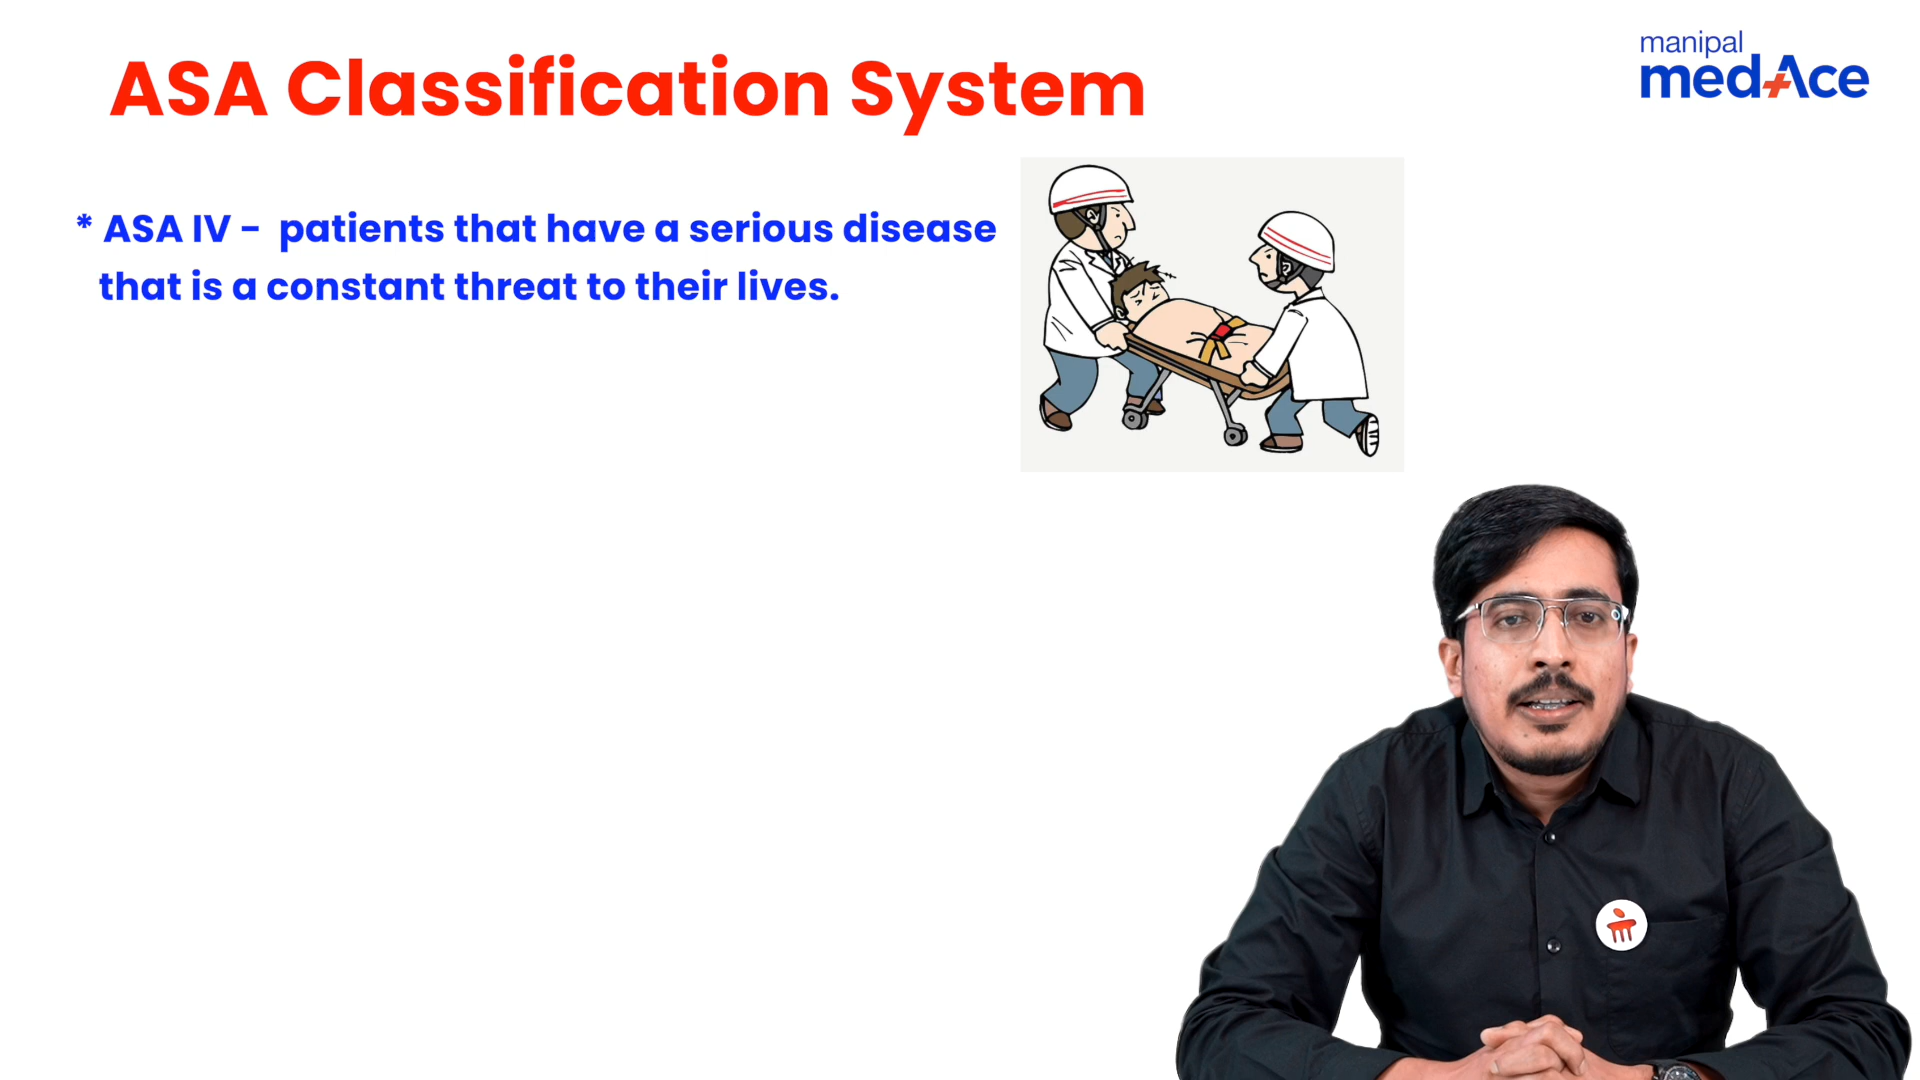 ASA Classification System
manipal
medAce
* ASA IV - patients that have a serious disease
that is a constant threat to their lives.